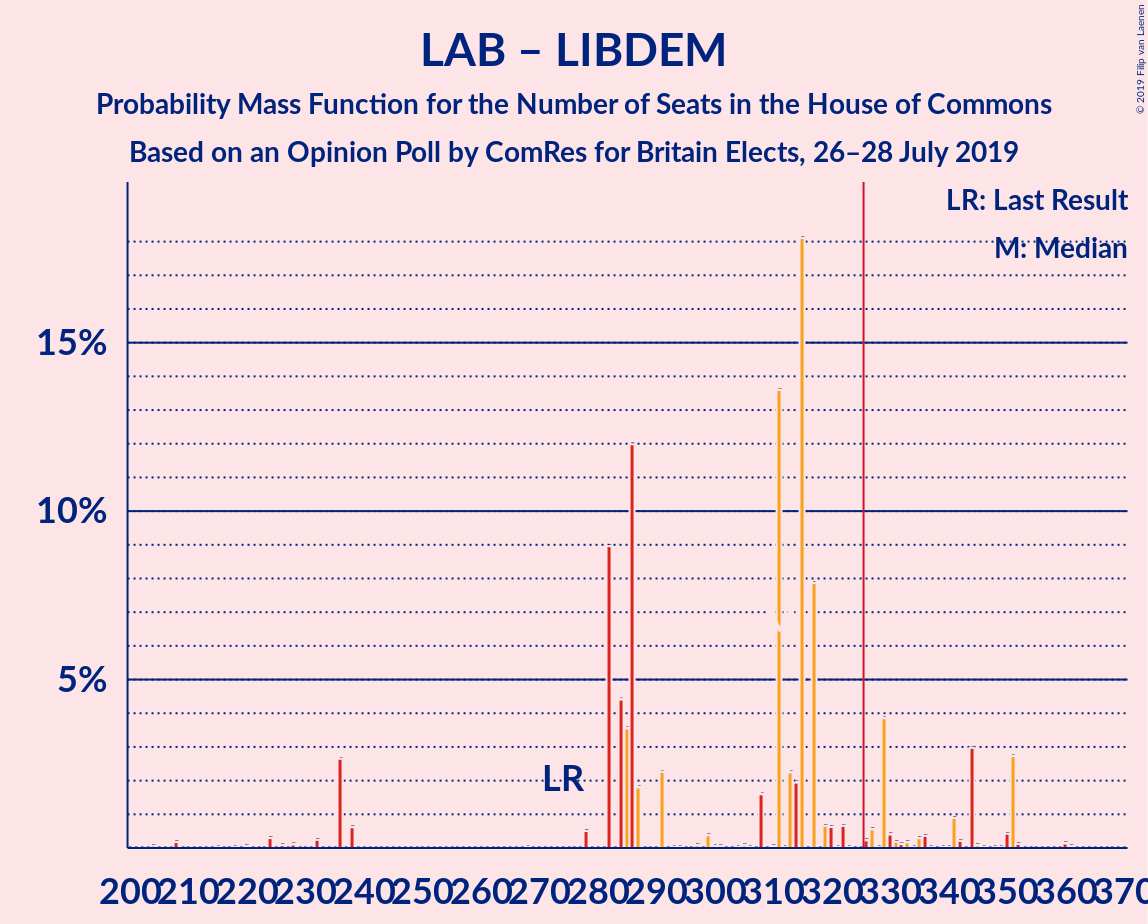 LAB – LIBDEM
Probability Mass Function for the Number of Seats in the House of Commons
Based on an Opinion Poll by ComRes for Britain Elects, 26–28 July 2019
© 2019 Filip van Laenen
LR: Last Result
M: Median
15%
10%
5%
LR
200 210 220 230 240 250 260 270 280 290 300 310 320 330 340 350 360 370